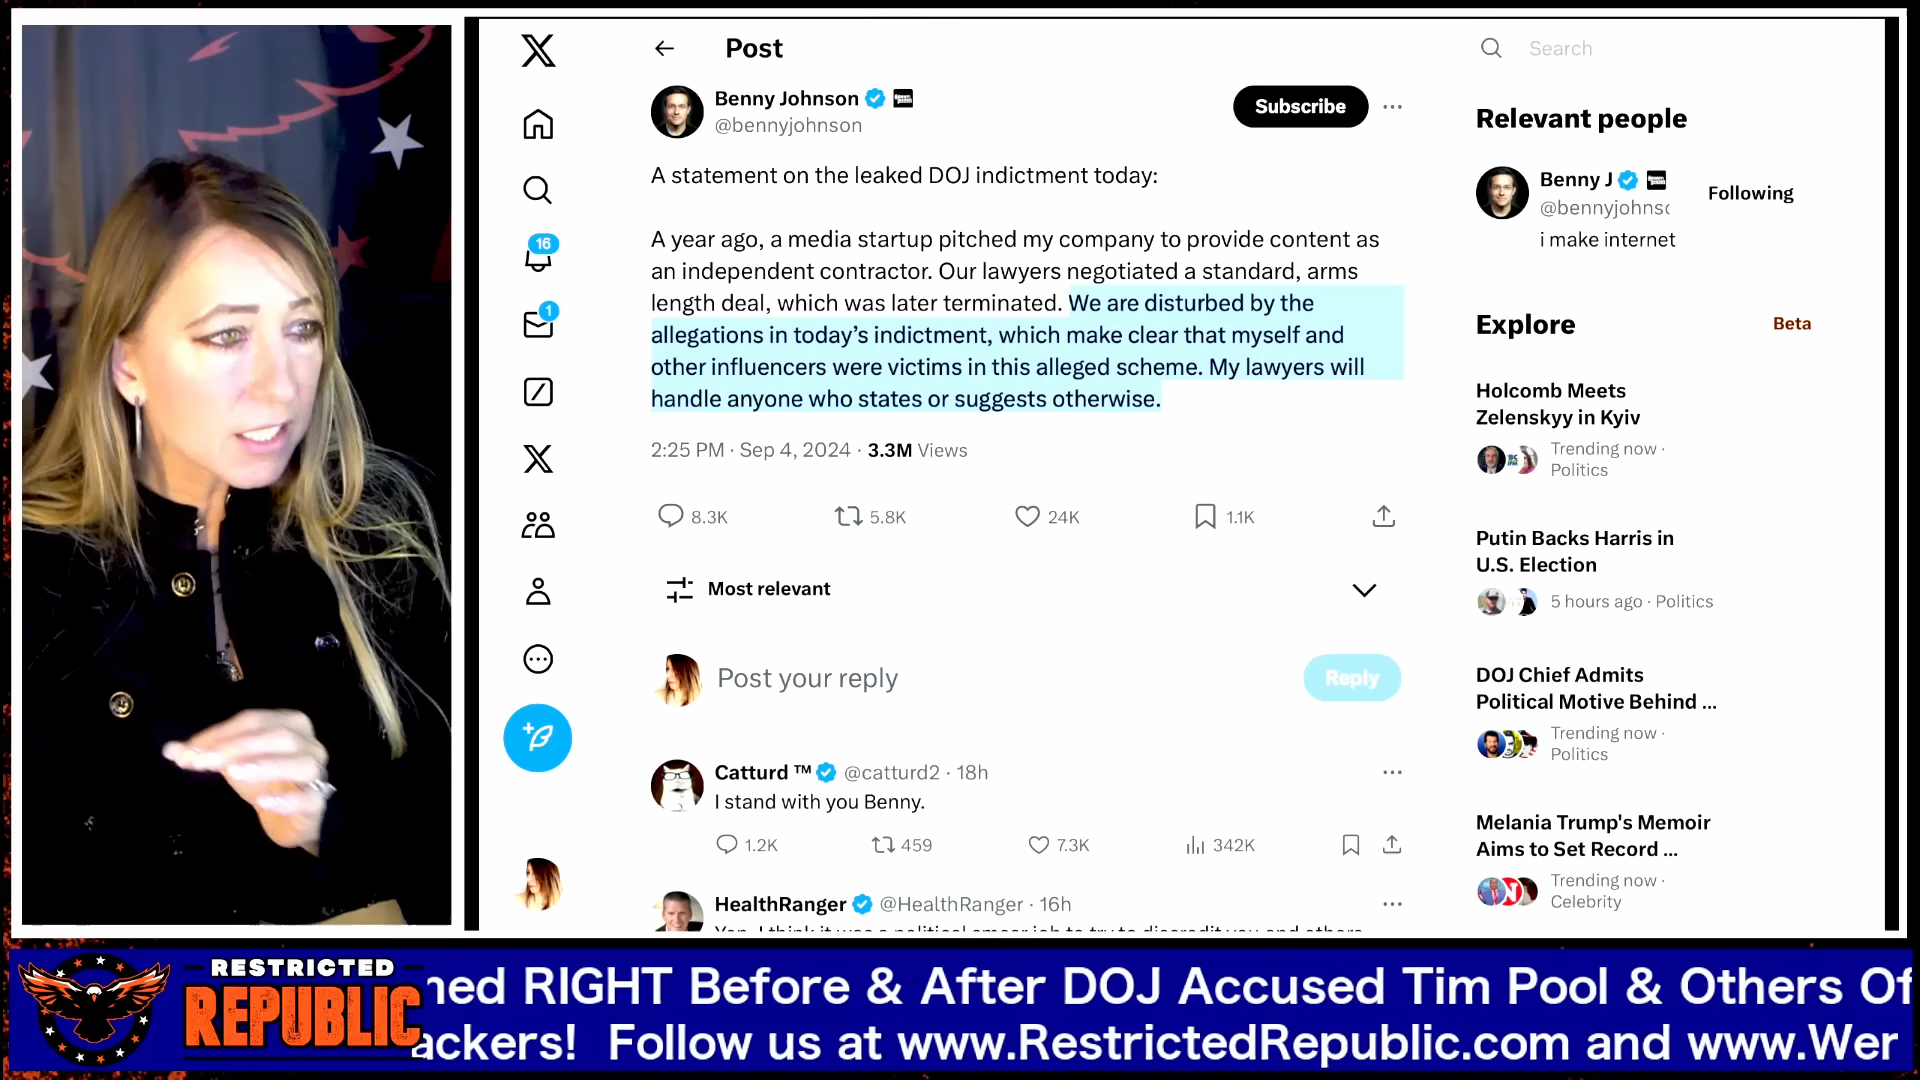 Post
Search
Benny Johnson
@bennyjohnson
Subscribe
A statement on the leaked DOJ indictment today:
A year ago, a media startup pitched my company to provide content as
an independent contractor. Our lawyers negotiated a standard, arms
length deal, which was later terminated. We are disturbed by the
allegations in today's indictment, which make clear that myself and
other influencers were victims in this alleged scheme. My lawyers will
handle anyone who states or suggests otherwise.
2:25 PM · Sep 4, 2024 · 3.3M Views
8.3K 5.8K 24K 1.1K
Most relevant
Post your reply
Reply
Catturd ™ @catturd2 · 18h
I stand with you Benny.
1.2K 459 7.3K 342K
HealthRanger @HealthRanger · 16h
16
1
Relevant people
Benny J
@bennyjohnsc
Following
i make internet
Explore
Beta
Holcomb Meets
Zelenskyy in Kyiv
Trending now ·
Politics
Putin Backs Harris in
U.S. Election
5 hours ago · Politics
DOJ Chief Admits
Political Motive Behind ...
Trending now ·
Politics
Melania Trump's Memoir
Aims to Set Record ...
Trending now ·
Celebrity
RESTRICTED
REPUBLIC
ned RIGHT Before & After DOJ Accused Tim Pool & Others Of
ackers! Follow us at www.RestrictedRepublic.com and www.Wer